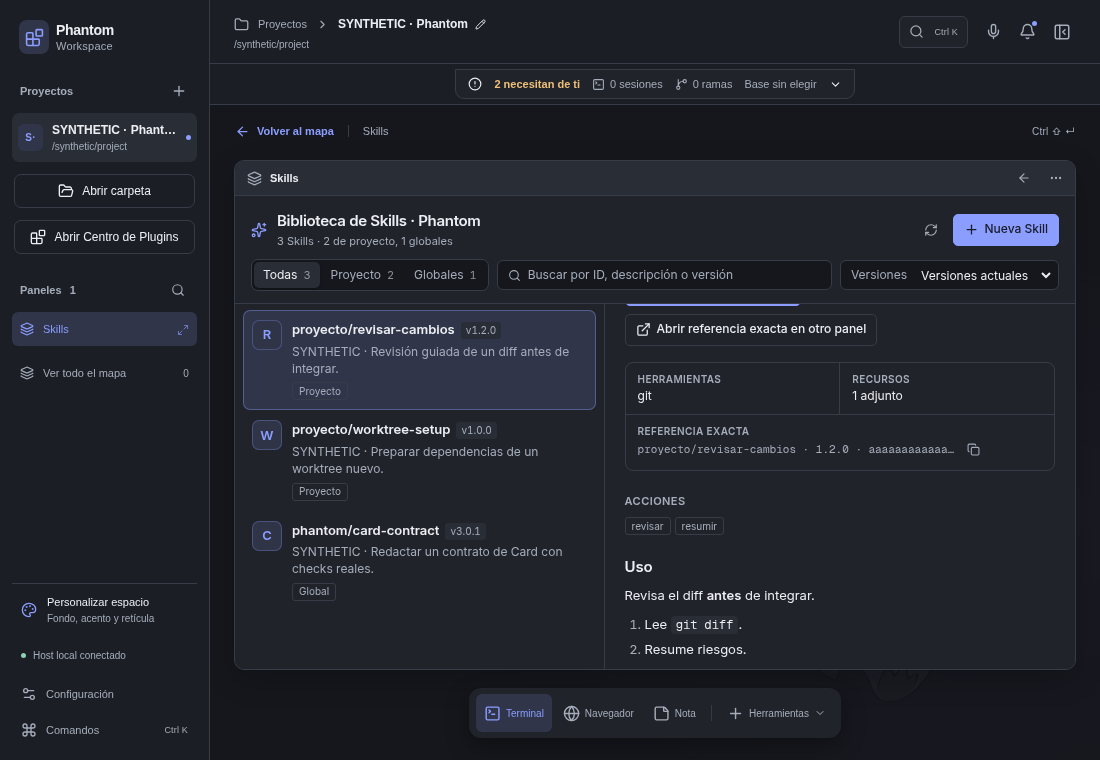 Phantom
Workspace
Proyectos
S·
SYNTHETIC · Phant…
/synthetic/project
Abrir carpeta
Abrir Centro de Plugins
Paneles 1
Skills
Ver todo el mapa 0
Personalizar espacio
Fondo, acento y retícula
Host local conectado
Configuración
Comandos Ctrl K
Proyectos
SYNTHETIC · Phantom
/synthetic/project
Ctrl K
2 necesitan de ti
0 sesiones
0 ramas
Base sin elegir
Volver al mapa
Skills
Ctrl
Skills
Biblioteca de Skills · Phantom
3 Skills · 2 de proyecto, 1 globales
Nueva Skill
Todas 3
Proyecto 2
Globales 1
Buscar por ID, descripción o versión
Versiones
Versiones actuales
R
proyecto/revisar-cambios v1.2.0
SYNTHETIC · Revisión guiada de un diff antes de
integrar.
Proyecto
W
proyecto/worktree-setup v1.0.0
SYNTHETIC · Preparar dependencias de un
worktree nuevo.
Proyecto
C
phantom/card-contract v3.0.1
SYNTHETIC · Redactar un contrato de Card con
checks reales.
Global
Abrir referencia exacta en otro panel
HERRAMIENTAS
git
RECURSOS
1 adjunto
REFERENCIA EXACTA
proyecto/revisar-cambios · 1.2.0 · aaaaaaaaaaaa…
ACCIONES
revisar
resumir
Uso
Revisa el diff antes de integrar.
1. Lee git diff.
2. Resume riesgos.
Terminal
Navegador
Nota
Herramientas